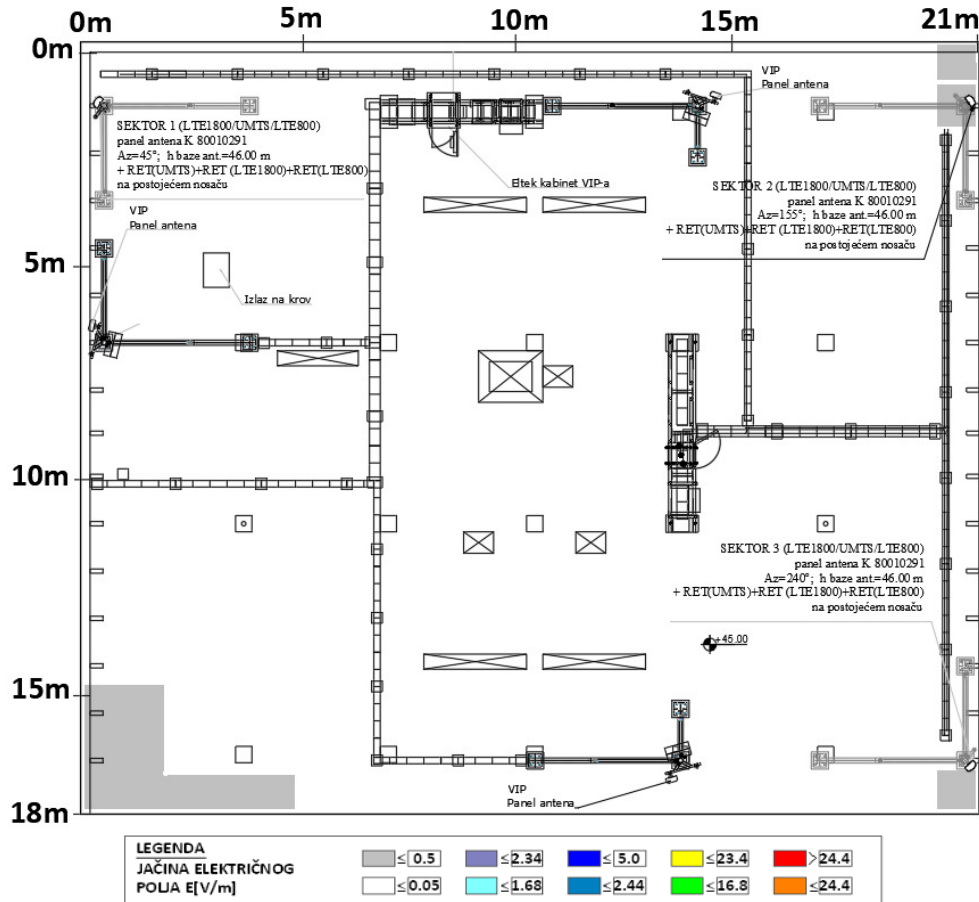 0m 5m 10m 15m 21m
0m
5m
10m
15m
18m
VIP
Panel antena
SEKTOR 1 (LTE1800/UMTS/LTE800)
panel antena K 80010291
Az=45°; h baze ant.=46.00 m
+ RET(UMTS)+RET (LTE1800)+RET(LTE800)
na postojećem nosaču
VIP
Panel antena
Eltek kabinet VIP-a
SEKTOR 2 (LTE1800/UMTS/LTE800)
panel antena K 80010291
Az=155°; h baze ant.=46.00 m
+ RET(UMTS)+RET (LTE1800)+RET(LTE800)
na postojećem nosaču
Izlaz na krov
SEKTOR 3 (LTE1800/UMTS/LTE800)
panel antena K 80010291
Az=240°; h baze ant.=46.00 m
+ RET(UMTS)+RET (LTE1800)+RET(LTE800)
na postojećem nosaču
+45.00
VIP
Panel antena
LEGENDA
JAČINA ELEKTRIČNOG
POLJA E[V/m]
≤ 0.5 ≤ 2.34 ≤ 5.0 ≤ 23.4 > 24.4
≤ 0.05 ≤ 1.68 ≤ 2.44 ≤ 16.8 ≤ 24.4